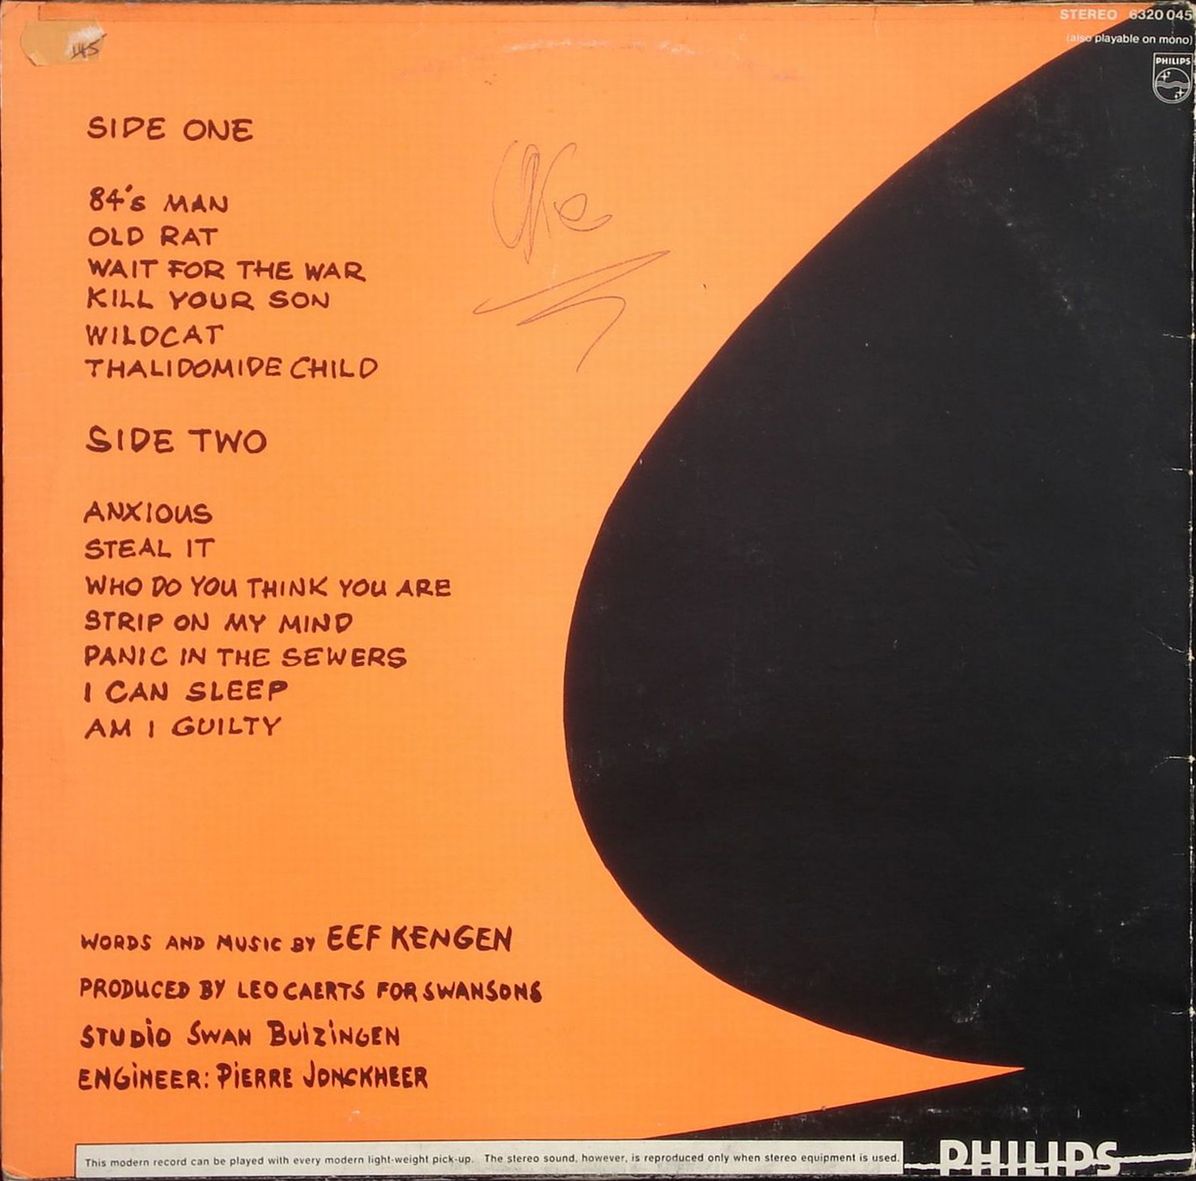 STEREO 6320 045
(also playable on mono)
PHILIPS
SIDE ONE
84's MAN
OLD RAT
WAIT FOR THE WAR
KILL YOUR SON
WILDCAT
THALIDOMIDE CHILD
SIDE TWO
ANXIOUS
STEAL IT
WHO DO YOU THINK YOU ARE
STRIP ON MY MIND
PANIC IN THE SEWERS
I CAN SLEEP
AM I GUILTY
WORDS AND MUSIC BY EEF KENGEN
PRODUCED BY LEO CAERTS FOR SWANSONS
STUDIO SWAN BUIZINGEN
ENGINEER: PIERRE JONCKHEER
This modern record can be played with every modern light-weight pick-up. The stereo sound, however, is reproduced only when stereo equipment is used.
PHILIPS